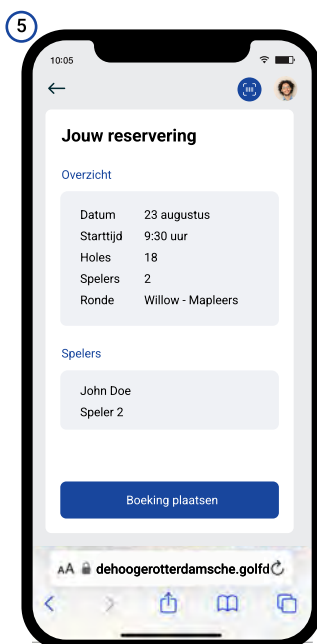 5
10:05
Jouw reservering
Overzicht
Datum 23 augustus
Starttijd 9:30 uur
Holes 18
Spelers 2
Ronde Willow - Mapleers
Spelers
John Doe
Speler 2
Boeking plaatsen
AA dehoogerotterdamsche.golfd